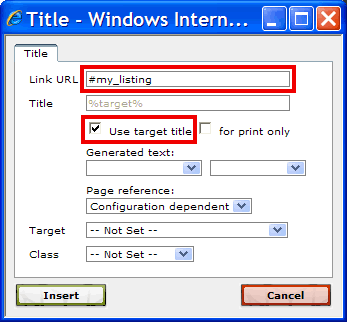 Title - Windows Intern...
Title
Link URL #my_listing
Title %target%
Use target title for print only
Generated text:
Page reference:
Configuration dependent
Target -- Not Set --
Class -- Not Set --
Insert Cancel